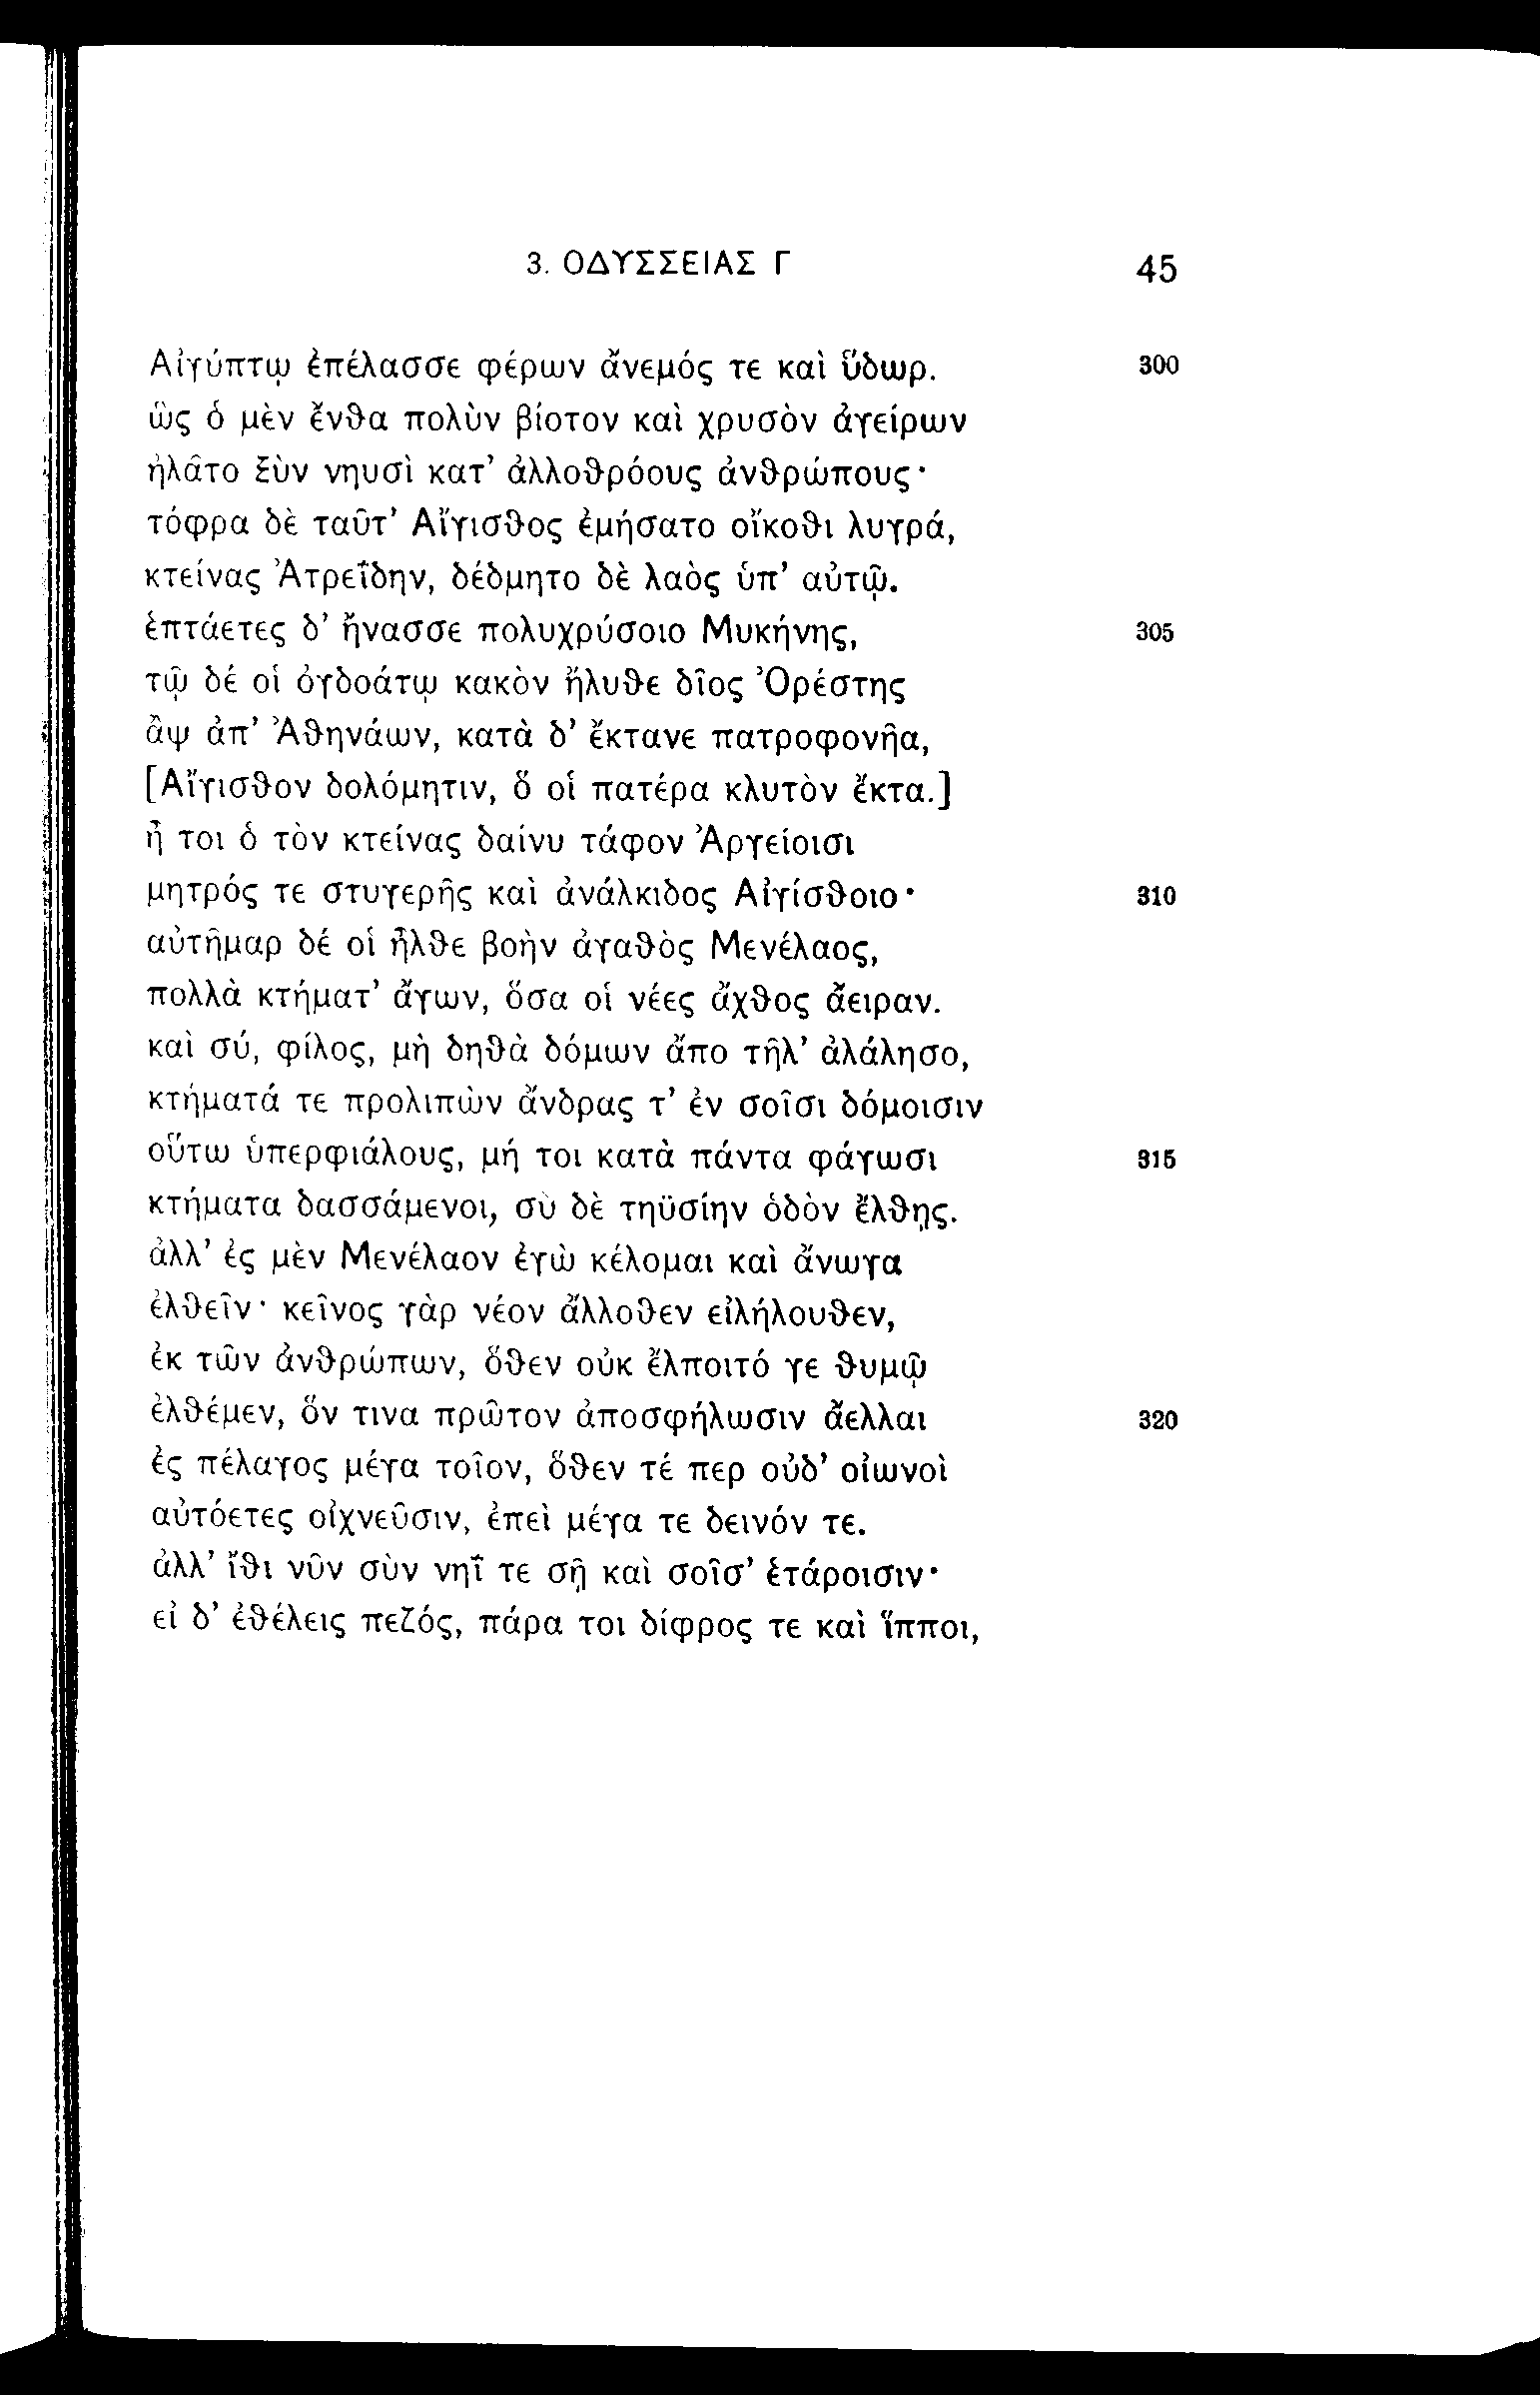 3. ΟΔΥΣΣΕΙΑΣ Γ 45
Αἰγύπτῳ ἐπέλασσε φέρων ἄνεμός τε καὶ ὕδωρ. 300
ὣς ὁ μὲν ἔνθα πολὺν βίοτον καὶ χρυσὸν ἀγείρων
ἠλᾶτο ξὺν νηυσὶ κατ’ ἀλλοθρόους ἀνθρώπους·
τόφρα δὲ ταῦτ’ Αἴγισθος ἐμήσατο οἴκοθι λυγρά,
κτείνας Ἀτρεΐδην, δέδμητο δὲ λαὸς ὑπ’ αὐτῷ.
ἑπτάετες δ’ ἤνασσε πολυχρύσοιο Μυκήνης, 305
τῷ δέ οἱ ὀγδοάτῳ κακὸν ἤλυθε δῖος Ὀρέστης
ἂψ ἀπ’ Ἀθηνάων, κατὰ δ’ ἔκτανε πατροφονῆα,
[Αἴγισθον δολόμητιν, ὅ οἱ πατέρα κλυτὸν ἔκτα.]
ἦ τοι ὁ τὸν κτείνας δαίνυ τάφον Ἀργείοισι
μητρός τε στυγερῆς καὶ ἀνάλκιδος Αἰγίσθοιο· 310
αὐτῆμαρ δέ οἱ ἦλθε βοὴν ἀγαθὸς Μενέλαος,
πολλὰ κτήματ’ ἄγων, ὅσα οἱ νέες ἄχθος ἄειραν.
καὶ σύ, φίλος, μὴ δηθὰ δόμων ἄπο τῆλ’ ἀλάλησο,
κτήματά τε προλιπὼν ἄνδρας τ’ ἐν σοῖσι δόμοισιν
οὕτω ὑπερφιάλους, μή τοι κατὰ πάντα φάγωσι 315
κτήματα δασσάμενοι, σὺ δὲ τηϋσίην ὁδὸν ἔλθῃς.
ἀλλ’ ἐς μὲν Μενέλαον ἐγὼ κέλομαι καὶ ἄνωγα
ἐλθεῖν· κεῖνος γὰρ νέον ἄλλοθεν εἰλήλουθεν,
ἐκ τῶν ἀνθρώπων, ὅθεν οὐκ ἔλποιτό γε θυμῷ
ἐλθέμεν, ὅν τινα πρῶτον ἀποσφήλωσιν ἄελλαι 320
ἐς πέλαγος μέγα τοῖον, ὅθεν τέ περ οὐδ’ οἰωνοὶ
αὐτόετες οἰχνεῦσιν, ἐπεὶ μέγα τε δεινόν τε.
ἀλλ’ ἴθι νῦν σὺν νηΐ τε σῇ καὶ σοῖσ’ ἑτάροισιν·
εἰ δ’ ἐθέλεις πεζός, πάρα τοι δίφρος τε καὶ ἵπποι,